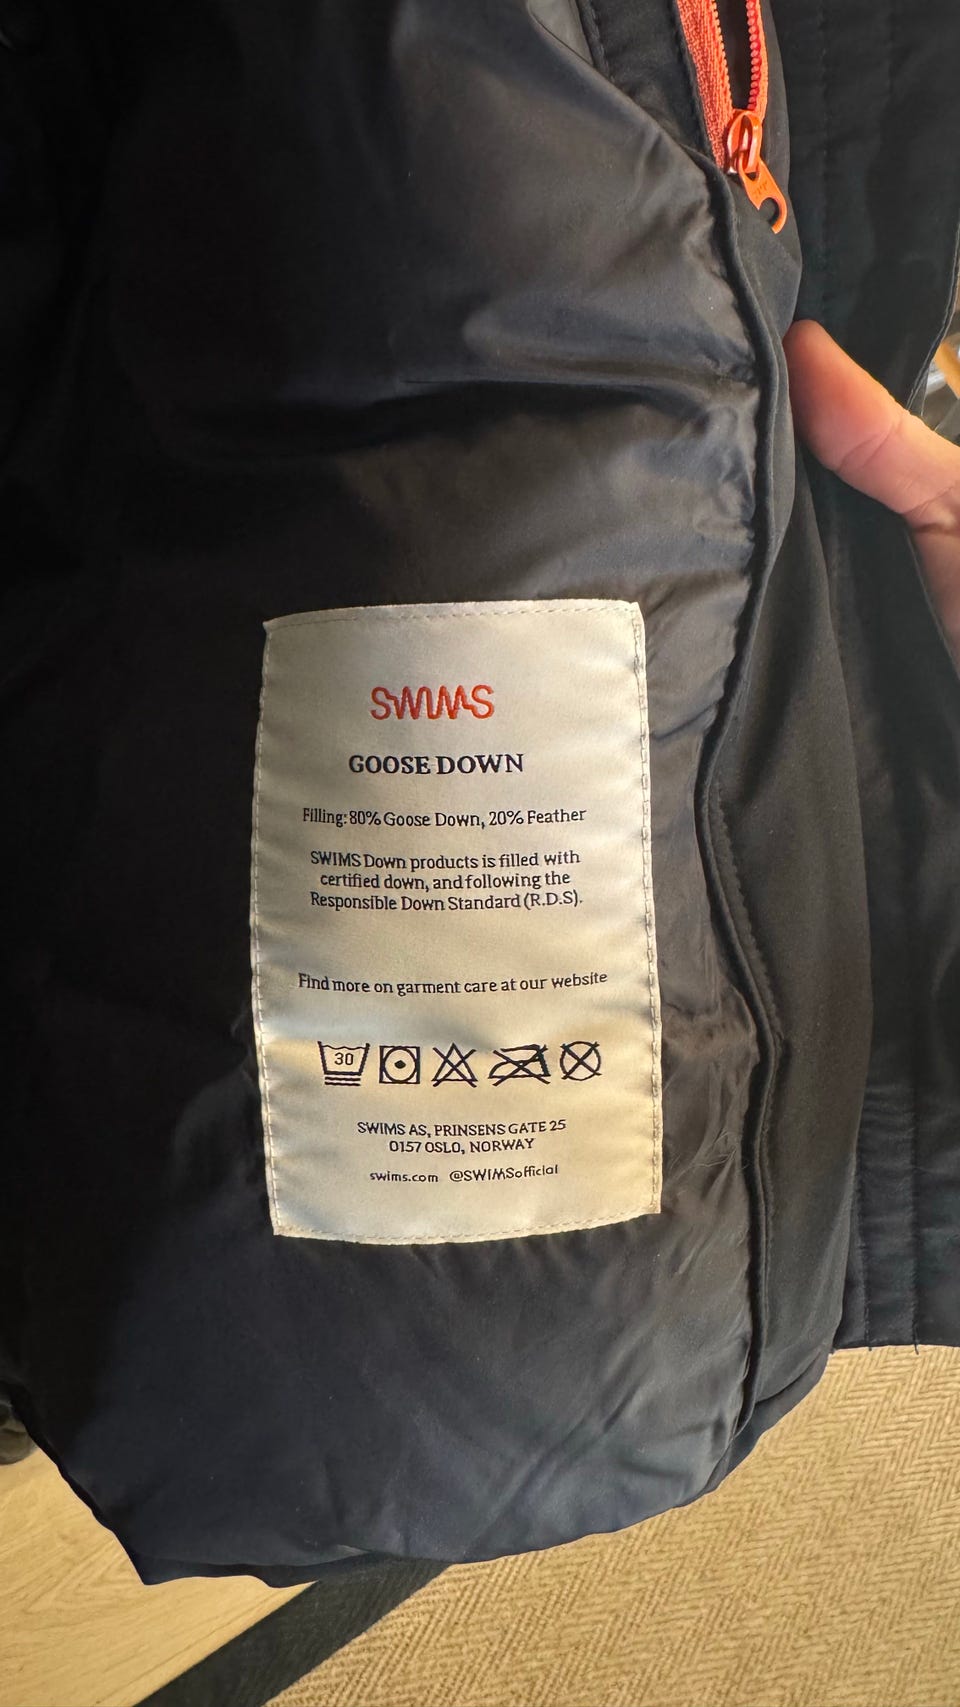 SWIMS
GOOSE DOWN
Filling: 80% Goose Down, 20% Feather
SWIMS Down products is filled with
certified down, and following the
Responsible Down Standard (R.D.S).
Find more on garment care at our website
30
SWIMS AS, PRINSENS GATE 25
0157 OSLO, NORWAY
swims.com @SWIMSofficial